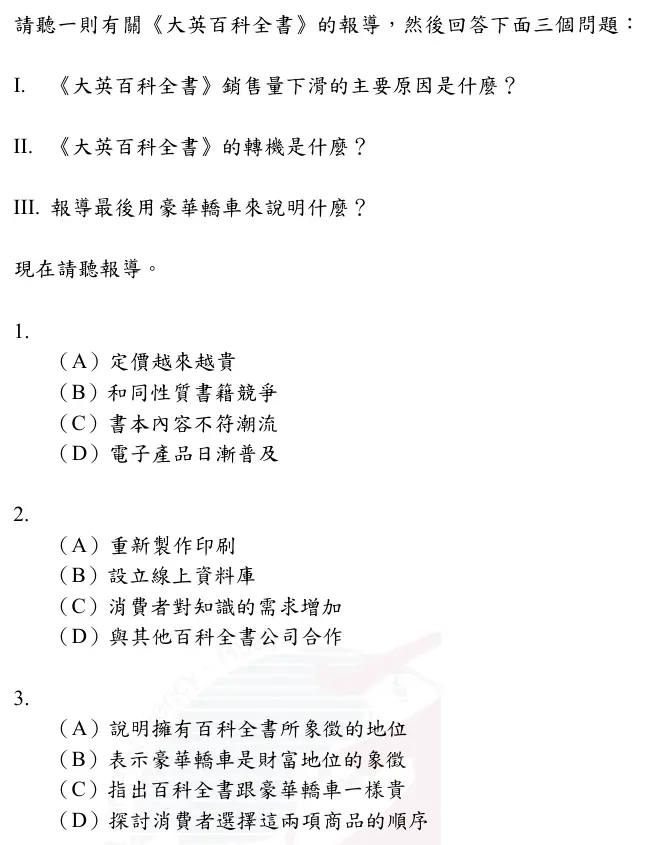 請聽一則有關《大英百科全書》的報導，然後回答下面三個問題：
I. 《大英百科全書》銷售量下滑的主要原因是什麼？
II. 《大英百科全書》的轉機是什麼？
III. 報導最後用豪華轎車來說明什麼？
現在請聽報導。
1.
（A）定價越來越貴
（B）和同性質書籍競爭
（C）書本內容不符潮流
（D）電子產品日漸普及
2.
（A）重新製作印刷
（B）設立線上資料庫
（C）消費者對知識的需求增加
（D）與其他百科全書公司合作
3.
（A）說明擁有百科全書所象徵的地位
（B）表示豪華轎車是財富地位的象徵
（C）指出百科全書跟豪華轎車一樣貴
（D）探討消費者選擇這兩項商品的順序